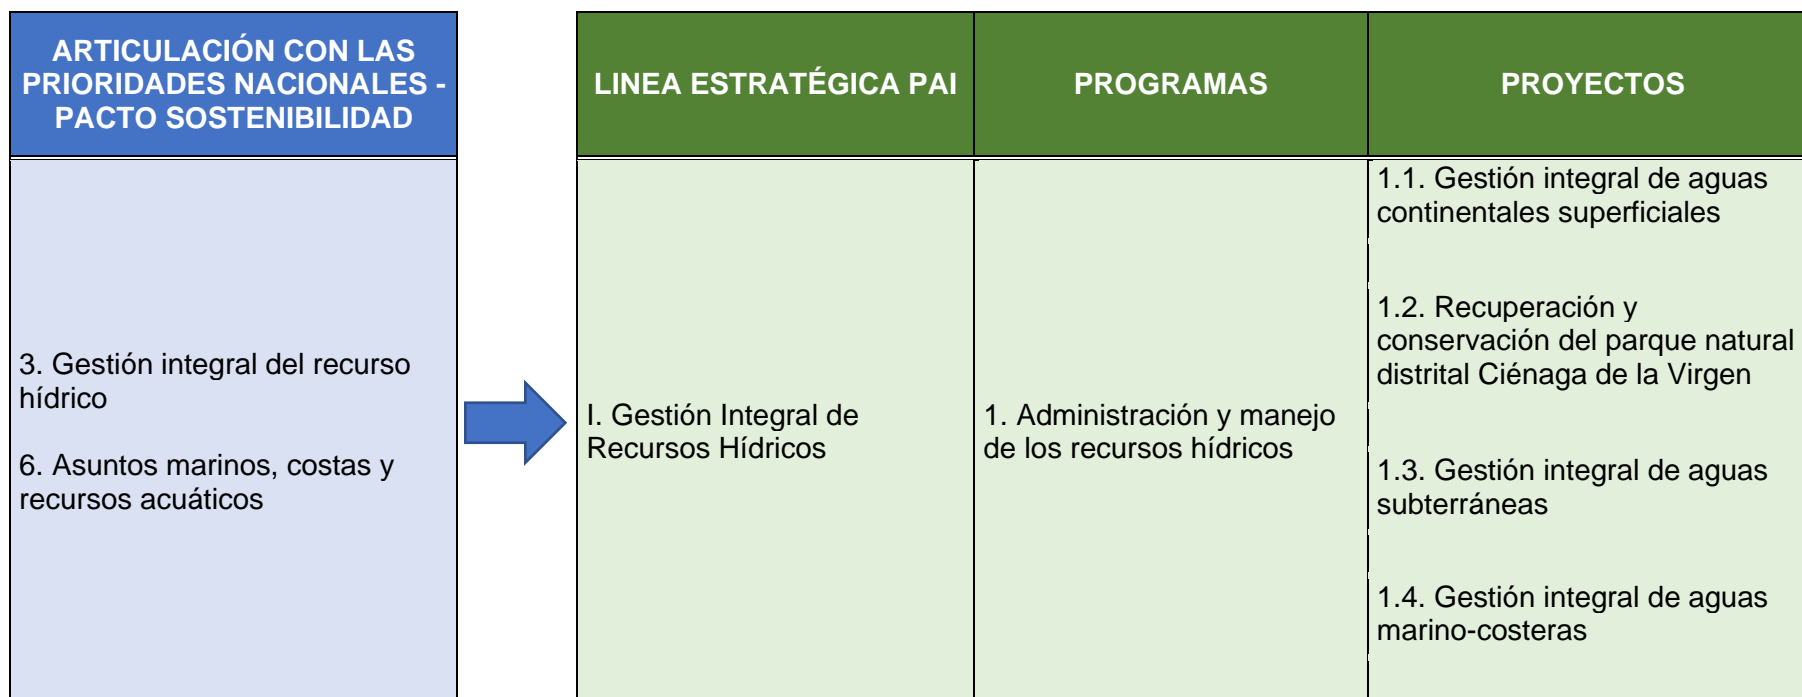 ARTICULACIÓN CON LAS
PRIORIDADES NACIONALES -
PACTO SOSTENIBILIDAD
LINEA ESTRATÉGICA PAI
PROGRAMAS
PROYECTOS
3. Gestión integral del recurso
hídrico
6. Asuntos marinos, costas y
recursos acuáticos
I. Gestión Integral de
Recursos Hídricos
1. Administración y manejo
de los recursos hídricos
1.1. Gestión integral de aguas
continentales superficiales
1.2. Recuperación y
conservación del parque natural
distrital Ciénaga de la Virgen
1.3. Gestión integral de aguas
subterráneas
1.4. Gestión integral de aguas
marino-costeras